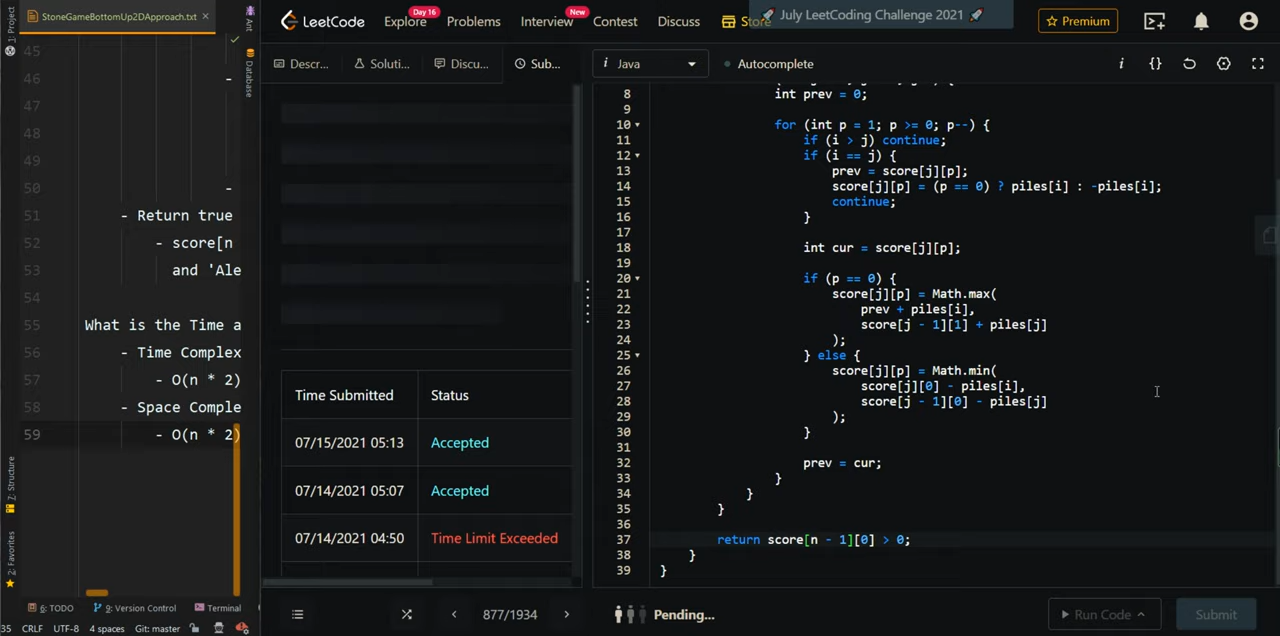 StoneGameBottomUp2DApproach.txt
LeetCode
Explore
Day 16
Problems
Interview
New
Contest
Discuss
Store
🚀 July LeetCoding Challenge 2021 🚀
Premium
1: Project
Ant
Database
7: Structure
2: Favorites
45
46 -
47
48
49
50 -
51 - Return true
52 - score[n
53 and 'Ale
54
55 What is the Time a
56 - Time Complex
57 - O(n * 2)
58 - Space Comple
59 - O(n * 2)
Descr...
Soluti...
Discu...
Sub...
Time Submitted Status
07/15/2021 05:13 Accepted
07/14/2021 05:07 Accepted
07/14/2021 04:50 Time Limit Exceeded
i Java
Autocomplete
8 int prev = 0;
9
10 for (int p = 1; p >= 0; p--) {
11 if (i > j) continue;
12 if (i == j) {
13 prev = score[j][p];
14 score[j][p] = (p == 0) ? piles[i] : -piles[i];
15 continue;
16 }
17
18 int cur = score[j][p];
19
20 if (p == 0) {
21 score[j][p] = Math.max(
22 prev + piles[i],
23 score[j - 1][1] + piles[j]
24 );
25 } else {
26 score[j][p] = Math.min(
27 score[j][0] - piles[i],
28 score[j - 1][0] - piles[j]
29 );
30 }
31
32 prev = cur;
33 }
34 }
35 }
36
37 return score[n - 1][0] > 0;
38 }
39 }
6: TODO
9: Version Control
Terminal
35 CRLF UTF-8 4 spaces Git: master
877/1934
Pending...
Run Code
Submit